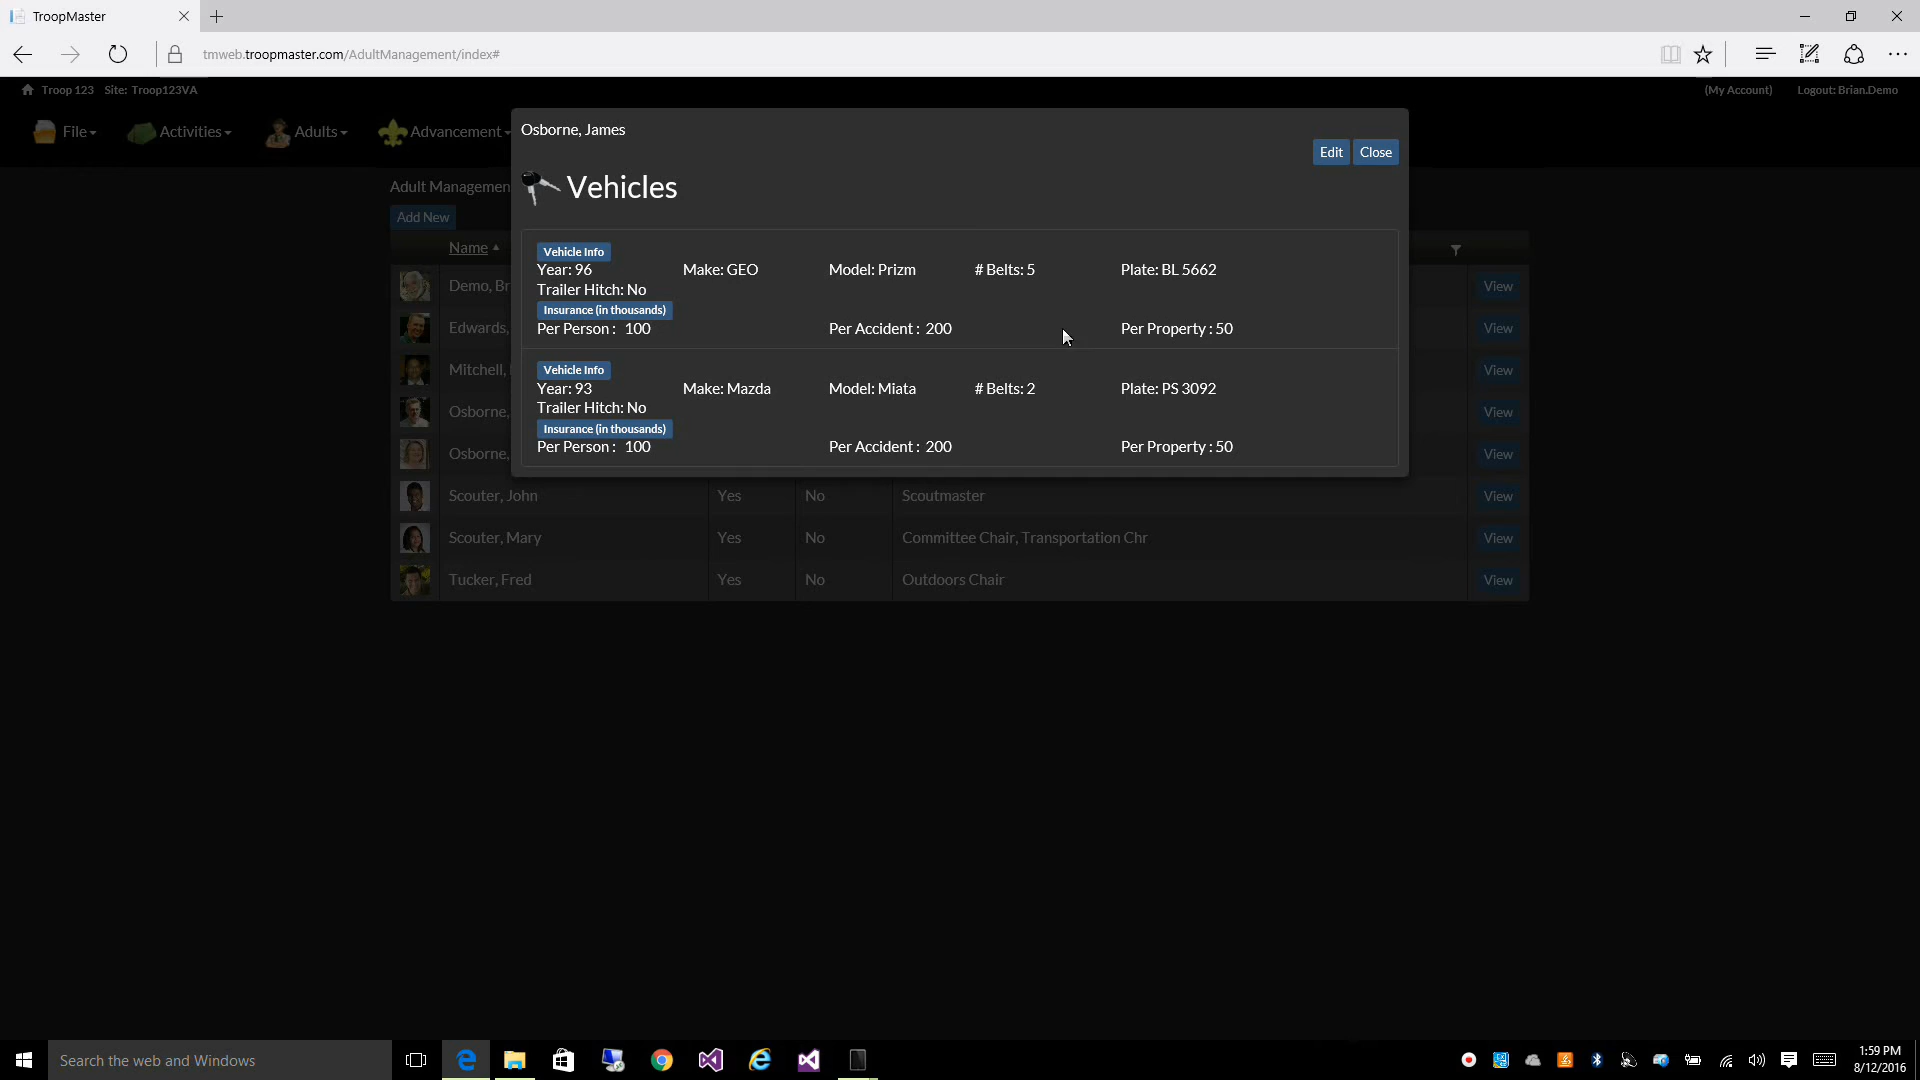 TroopMaster
tmweb.troopmaster.com/AdultManagement/index#
Troop 123 Site: Troop123VA
(My Account) Logout: Brian.Demo
File Activities Adults Advancement
Osborne, James
Edit Close
Adult Managemen
Vehicles
Add New
Name
Vehicle Info
Year: 96 Make: GEO Model: Prizm # Belts: 5 Plate: BL 5662
Trailer Hitch: No
Insurance (in thousands)
Per Person : 100 Per Accident : 200 Per Property : 50
Vehicle Info
Year: 93 Make: Mazda Model: Miata # Belts: 2 Plate: PS 3092
Trailer Hitch: No
Insurance (in thousands)
Per Person : 100 Per Accident : 200 Per Property : 50
Demo, Br View
Edwards, View
Mitchell, View
Osborne, View
Osborne, View
Scouter, John Yes No Scoutmaster View
Scouter, Mary Yes No Committee Chair, Transportation Chr View
Tucker, Fred Yes No Outdoors Chair View
Search the web and Windows
1:59 PM
8/12/2016